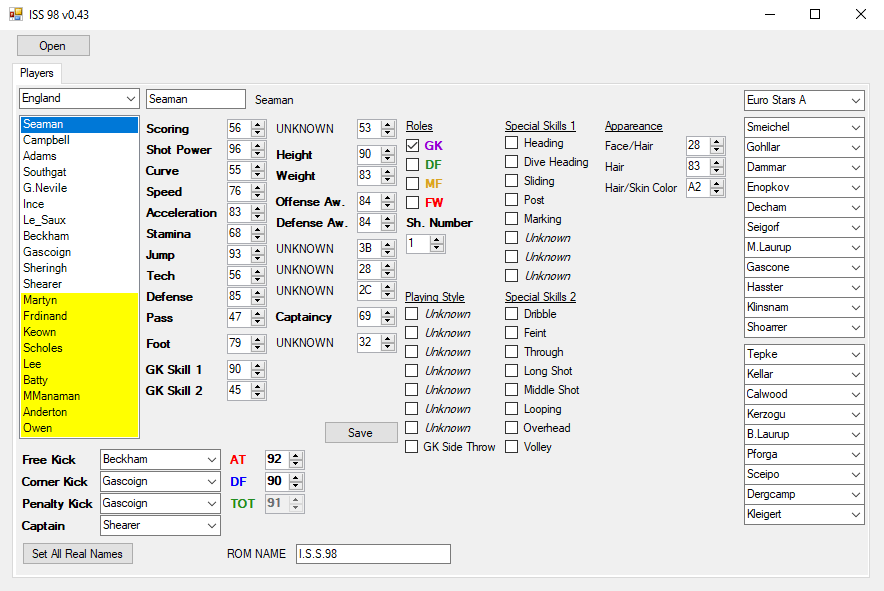 ISS 98 v0.43
Open
Players
England
Seaman
Seaman
Euro Stars A
Seaman
Campbell
Adams
Southgat
G.Nevile
Ince
Le_Saux
Beckham
Gascoign
Sheringh
Shearer
Martyn
Frdinand
Keown
Scholes
Lee
Batty
MManaman
Anderton
Owen
Scoring 56
Shot Power 96
Curve 55
Speed 76
Acceleration 83
Stamina 68
Jump 93
Tech 56
Defense 85
Pass 47
Foot 79
GK Skill 1 90
GK Skill 2 45
UNKNOWN 53
Height 90
Weight 83
Offense Aw. 84
Defense Aw. 84
UNKNOWN 3B
UNKNOWN 28
UNKNOWN 2C
Captaincy 69
UNKNOWN 32
Save
Roles
GK
DF
MF
FW
Sh. Number
1
Playing Style
Unknown
Unknown
Unknown
Unknown
Unknown
Unknown
Unknown
GK Side Throw
Special Skills 1
Heading
Dive Heading
Sliding
Post
Marking
Unknown
Unknown
Unknown
Special Skills 2
Dribble
Feint
Through
Long Shot
Middle Shot
Looping
Overhead
Volley
Appareance
Face/Hair 28
Hair 83
Hair/Skin Color A2
Smeichel
Gohllar
Dammar
Enopkov
Decham
Seigorf
M.Laurup
Gascone
Hasster
Klinsnam
Shoarrer
Tepke
Kellar
Calwood
Kerzogu
B.Laurup
Pforga
Sceipo
Dergcamp
Kleigert
Free Kick Beckham
Corner Kick Gascoign
Penalty Kick Gascoign
Captain Shearer
AT 92
DF 90
TOT 91
Set All Real Names
ROM NAME I.S.S.98